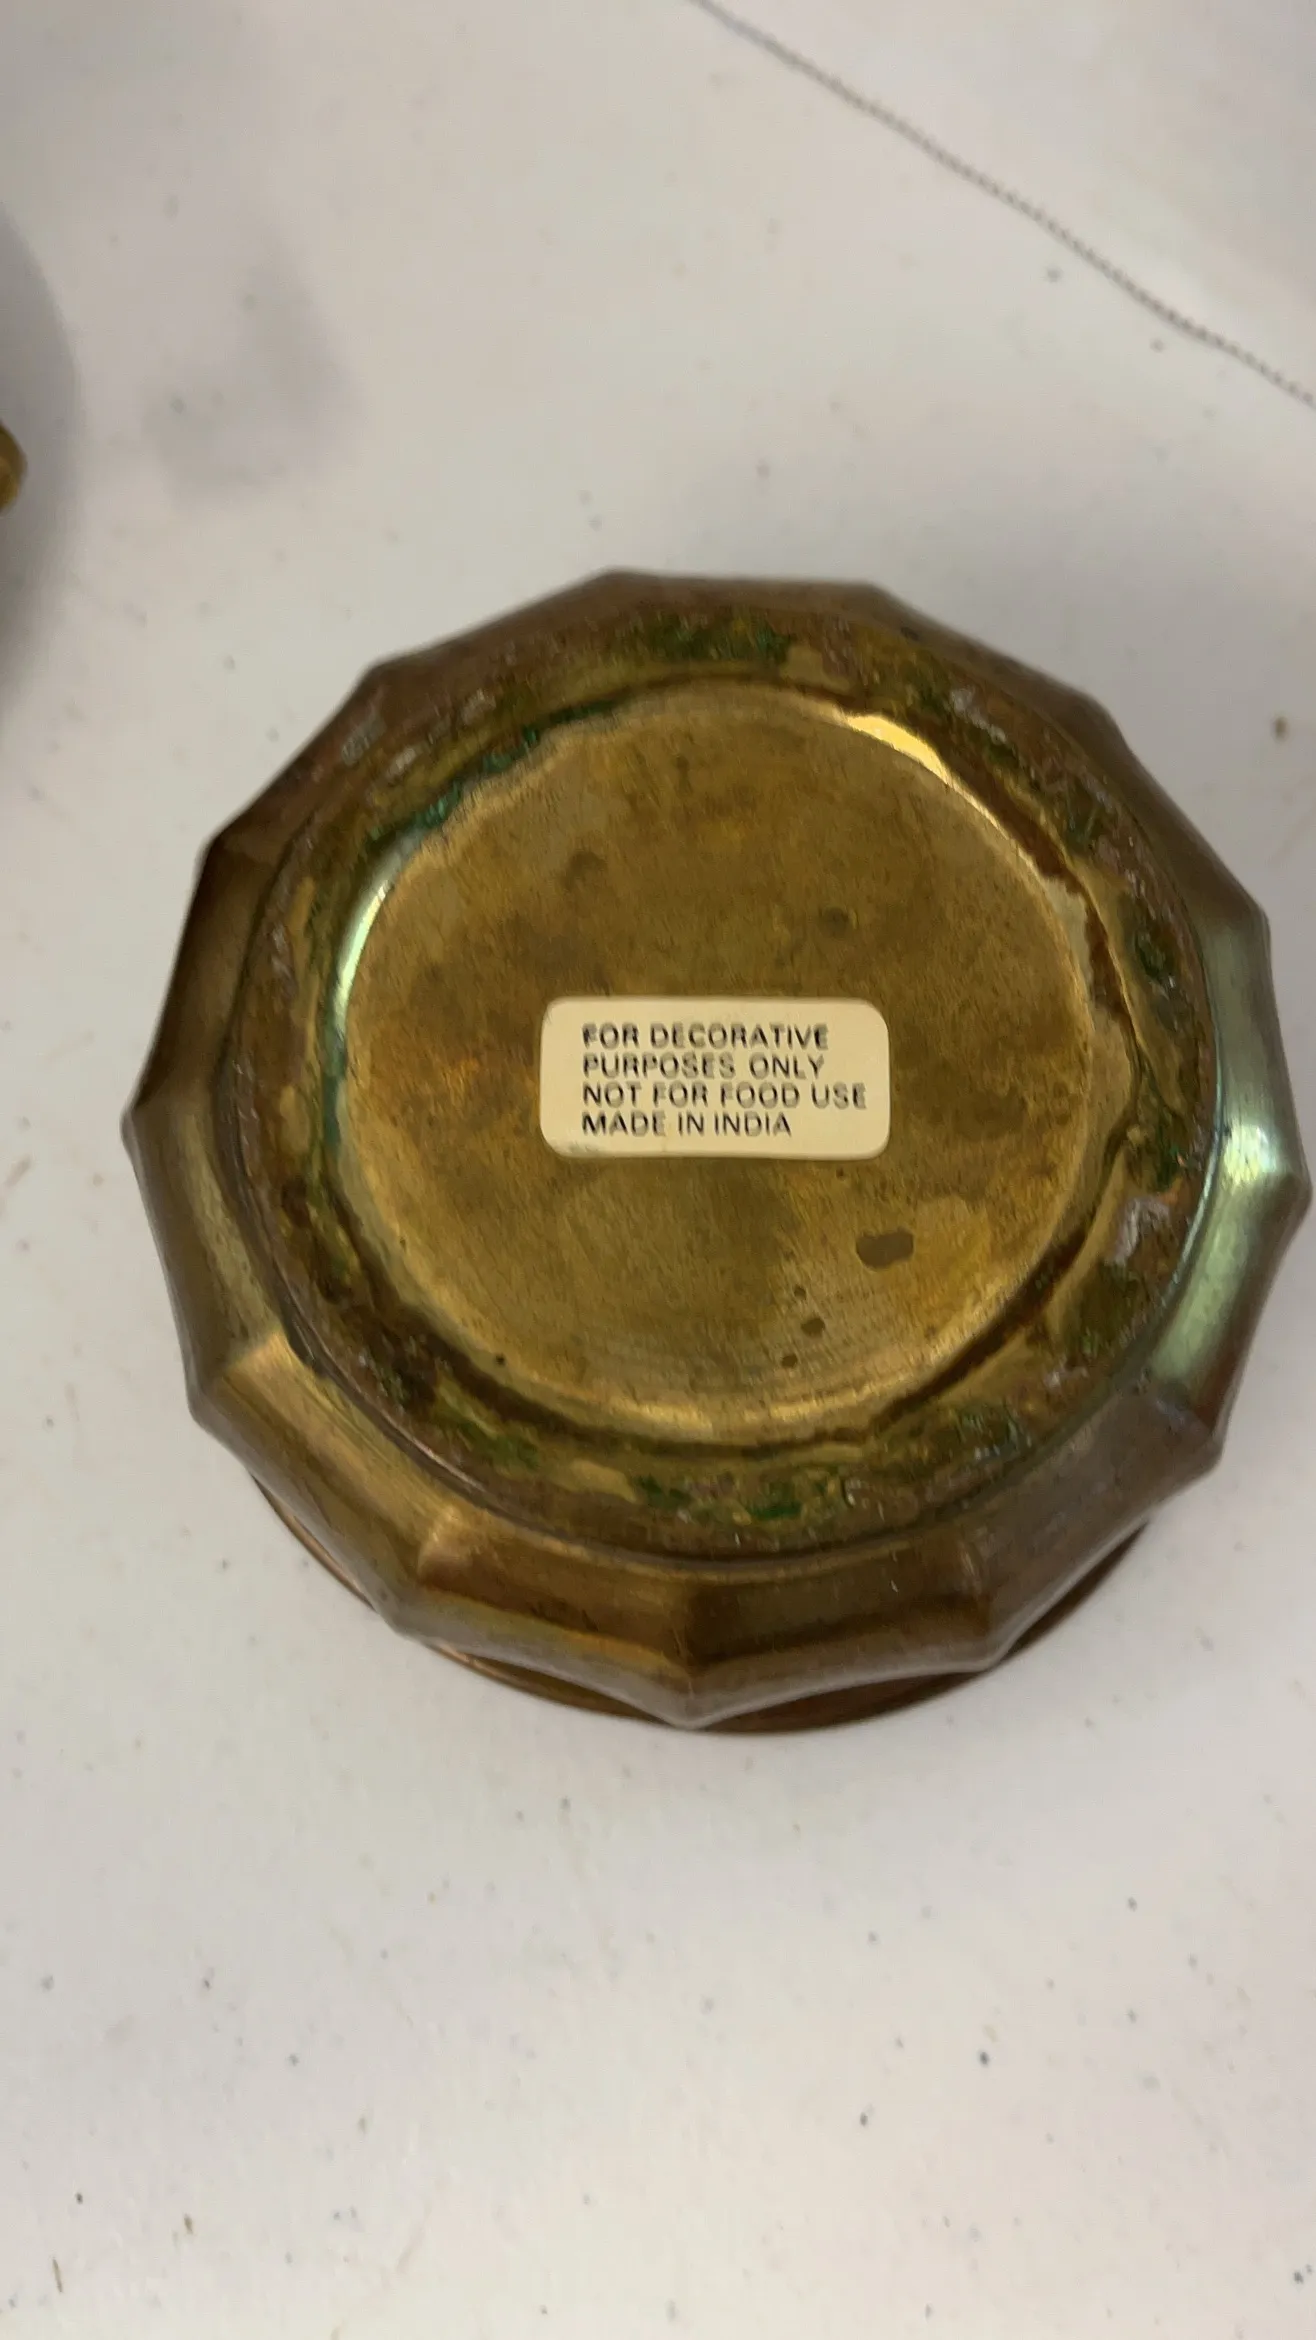 FOR DECORATIVE
PURPOSES ONLY
NOT FOR FOOD USE
MADE IN INDIA